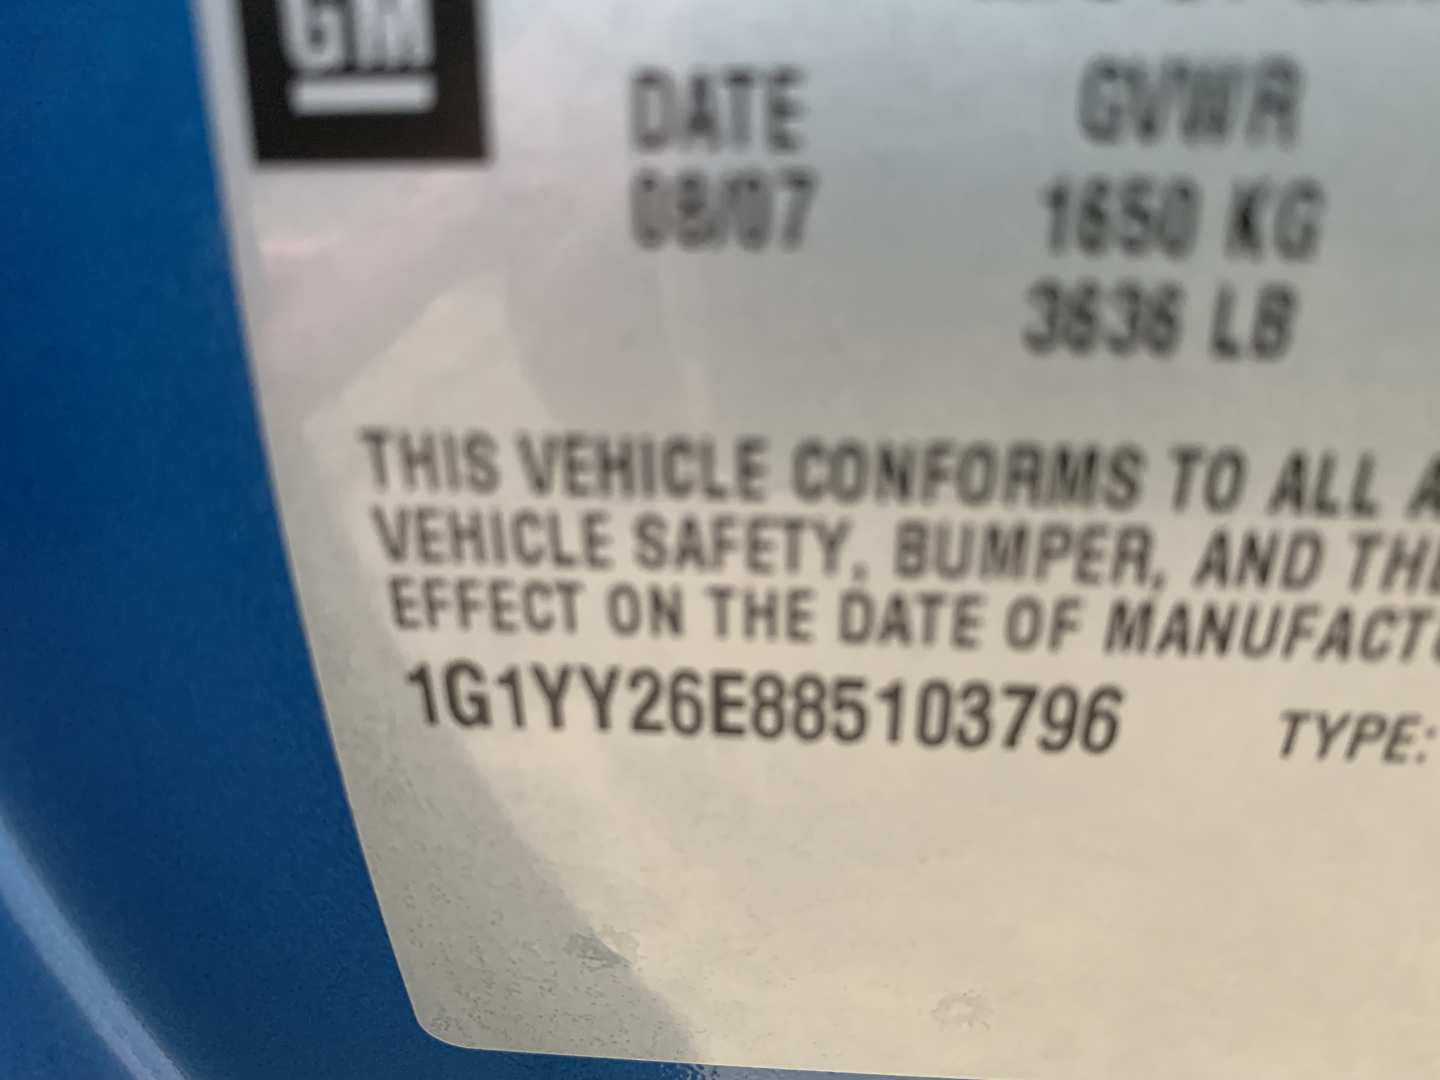 GM
DATE GVWR
08/07 1650 KG
3636 LB
THIS VEHICLE CONFORMS TO ALL
VEHICLE SAFETY, BUMPER, AND
EFFECT ON THE DATE OF
1G1YY26E885103796 TYPE: